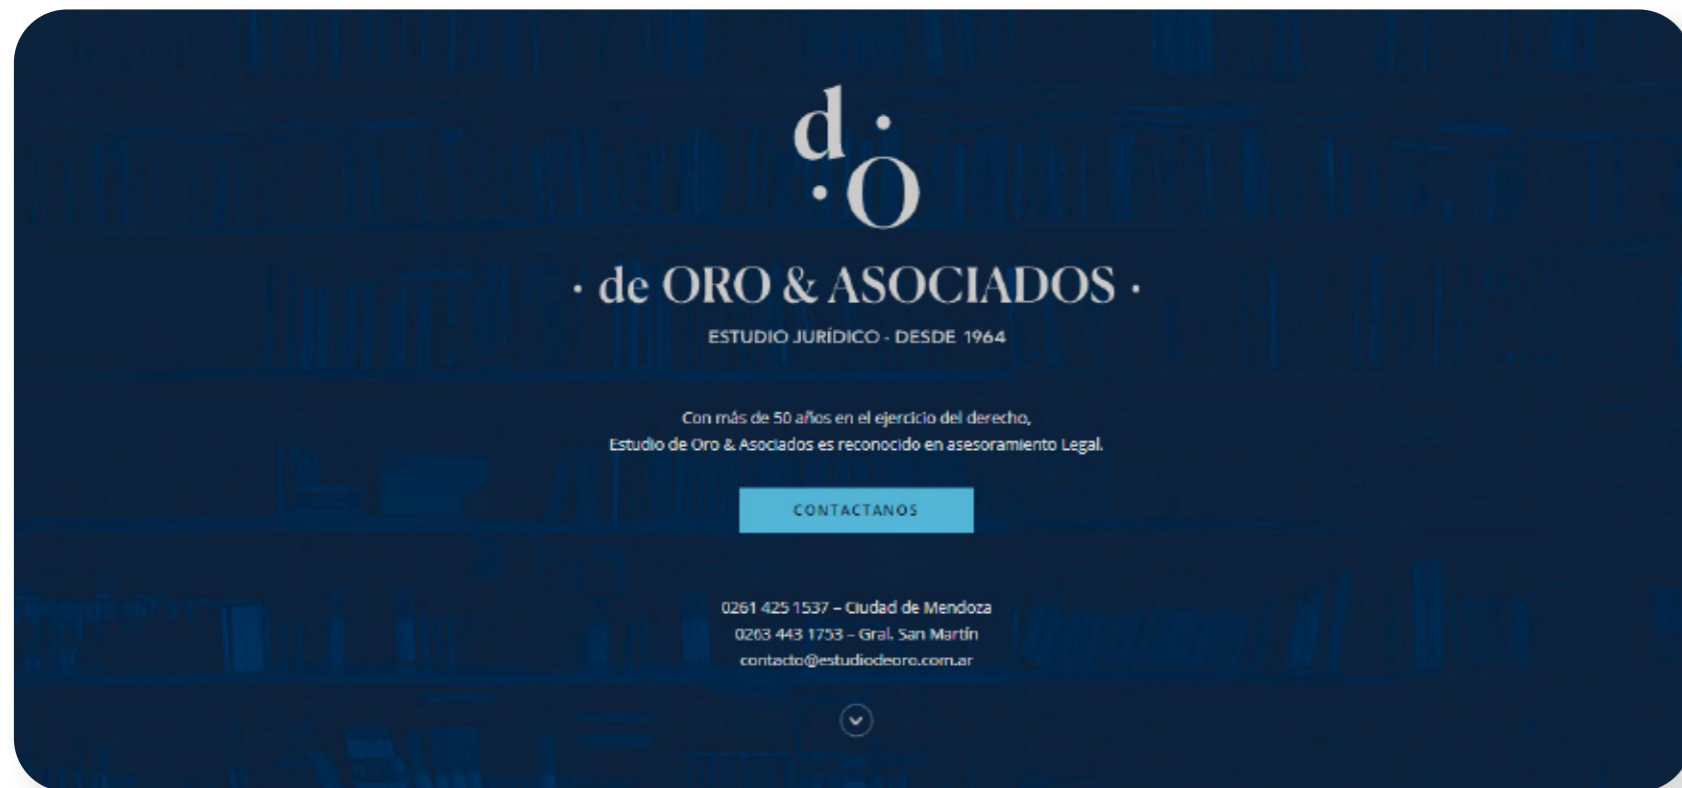 d·
·O
· de ORO & ASOCIADOS ·
ESTUDIO JURÍDICO - DESDE 1964
Con más de 50 años en el ejercicio del derecho,
Estudio de Oro & Asociados es reconocido en asesoramiento Legal.
CONTACTANOS
0261 425 1537 – Ciudad de Mendoza
0263 443 1753 – Gral. San Martín
contacto@estudiodeoro.com.ar